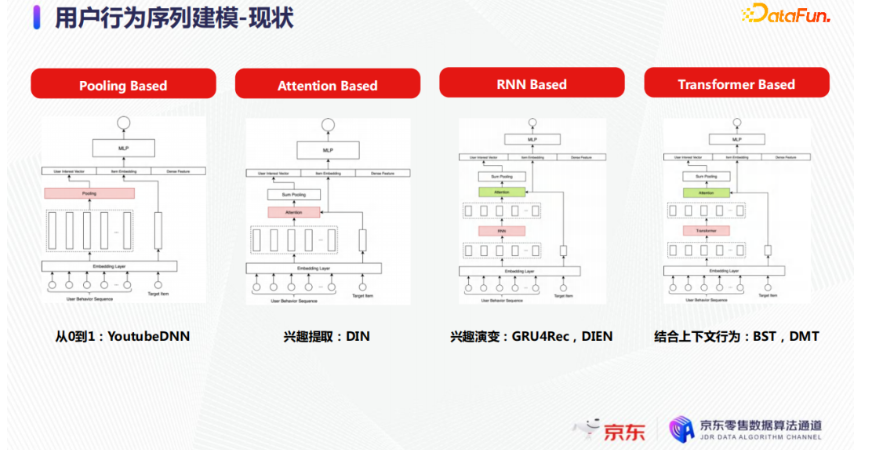 用户行为序列建模-现状
DataFun.
Pooling Based
MLP
User Interest Vector
Item Embedding
Dense Feature
Pooling
...
Embedding Layer
User Behavior Sequence
Target Item
从0到1：YoutubeDNN
Attention Based
MLP
User Interest Vector
Item Embedding
Dense Feature
Sum Pooling
Attention
...
Embedding Layer
User Behavior Sequence
Target Item
兴趣提取：DIN
RNN Based
MLP
User Interest Vector
Item Embedding
Dense Feature
Sum Pooling
Attention
...
...
Embedding Layer
User Behavior Sequence
Target Item
兴趣演变：GRU4Rec，DIEN
Transformer Based
MLP
User Interest Vector
Item Embedding
Dense Feature
Sum Pooling
Attention
...
Transformer
...
Embedding Layer
User Behavior Sequence
Target Item
结合上下文行为：BST，DMT
京东
京东零售数据算法通道
JDR DATA ALGORITHM CHANNEL